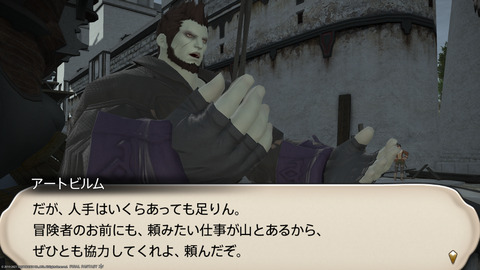 アートビルム
だが、人手はいくらあっても足りん。
冒険者のお前にも、頼みたい仕事が山とあるから、
ぜひとも協力してくれよ、頼んだぞ。